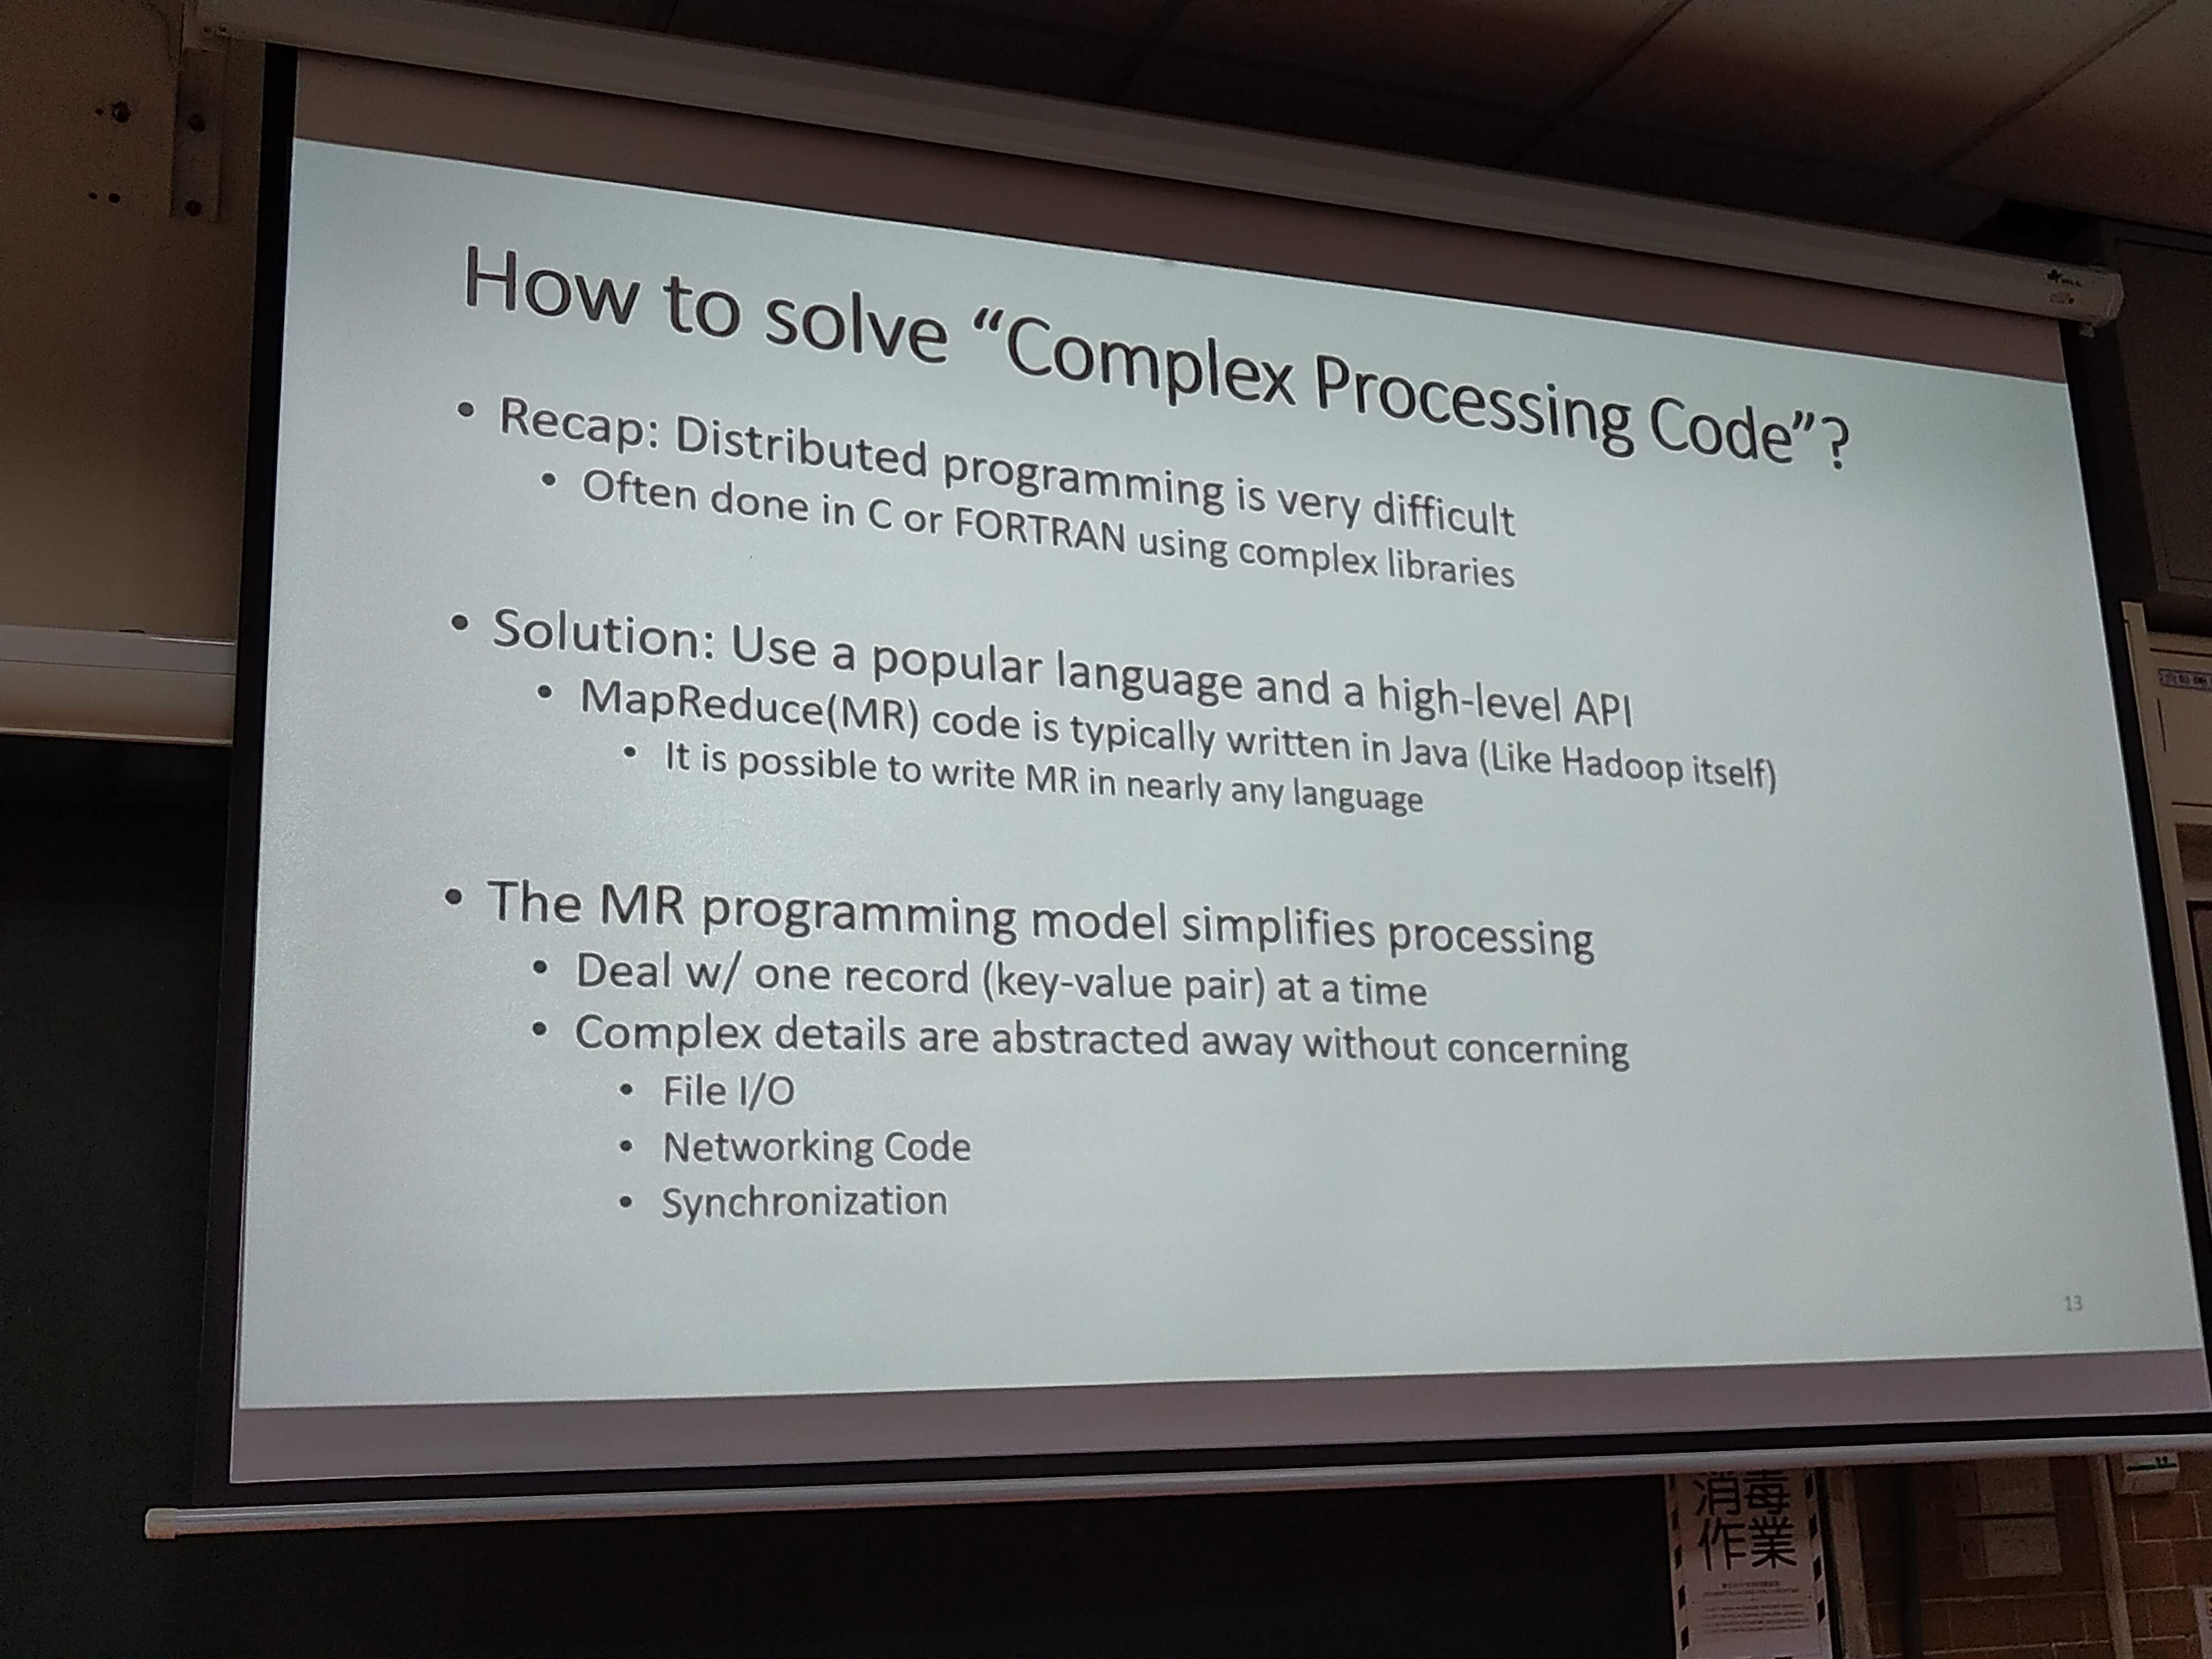 How to solve “Complex Processing Code”?
• Recap: Distributed programming is very difficult
• Often done in C or FORTRAN using complex libraries
• Solution: Use a popular language and a high-level API
• MapReduce(MR) code is typically written in Java (Like Hadoop itself)
• It is possible to write MR in nearly any language
• The MR programming model simplifies processing
• Deal w/ one record (key-value pair) at a time
• Complex details are abstracted away without concerning
• File I/O
• Networking Code
• Synchronization
13
消毒
作業